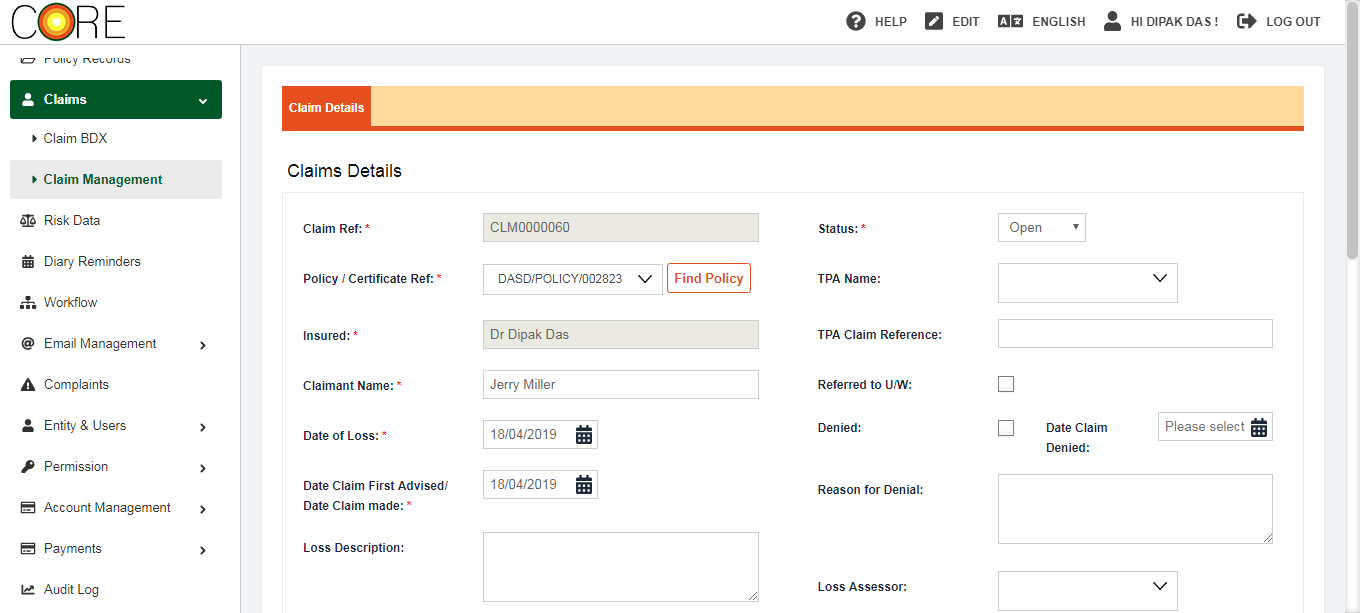 CORE
HELP
EDIT
ENGLISH
HI DIPAK DAS !
LOG OUT
Policy Records
Claims
Claim BDX
Claim Management
Risk Data
Diary Reminders
Workflow
Email Management
Complaints
Entity & Users
Permission
Account Management
Payments
Audit Log
Claim Details
Claims Details
Claim Ref: *
CLM0000060
Policy / Certificate Ref: *
DASD/POLICY/002823
Find Policy
Insured: *
Dr Dipak Das
Claimant Name: *
Jerry Miller
Date of Loss: *
18/04/2019
Date Claim First Advised/
Date Claim made: *
18/04/2019
Loss Description:
Status: *
Open
TPA Name:
TPA Claim Reference:
Referred to U/W:
Denied:
Date Claim
Denied:
Please select
Reason for Denial:
Loss Assessor: